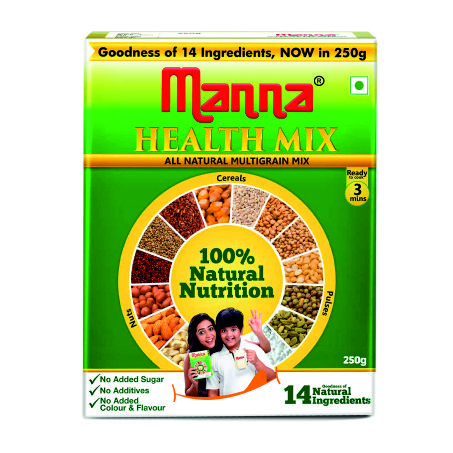 Goodness of 14 Ingredients, NOW in 250g
Manna®
HEALTH MIX
ALL NATURAL MULTIGRAIN MIX
Ready
to cook
3
mins
Cereals
100%
Natural
Nutrition
Nuts
Pulses
Manna
250g
No Added Sugar
No Additives
No Added
Colour & Flavour
Goodness of
14 Natural
Ingredients